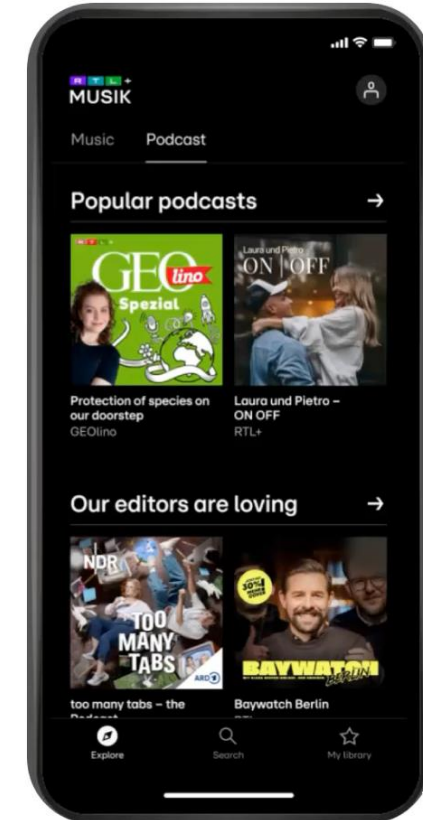 RTL+
MUSIK
Music Podcast
Popular podcasts
GEO
lino
Spezial
Laura und Pietro
ON | OFF
Protection of species on
our doorstep
GEOlino
Laura und Pietro –
ON OFF
RTL+
Our editors are loving
NDR
TOO
MANY
TABS
ARD
30%
BAYWATCH
BERLIN
too many tabs – the
Podcast
Baywatch Berlin
Explore
Search
My library